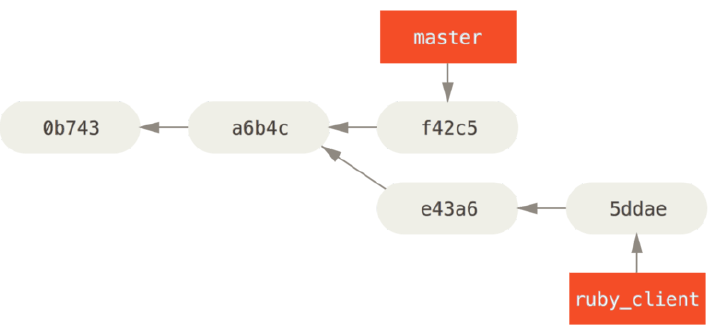 master
0b743
a6b4c
f42c5
e43a6
5ddae
ruby_client